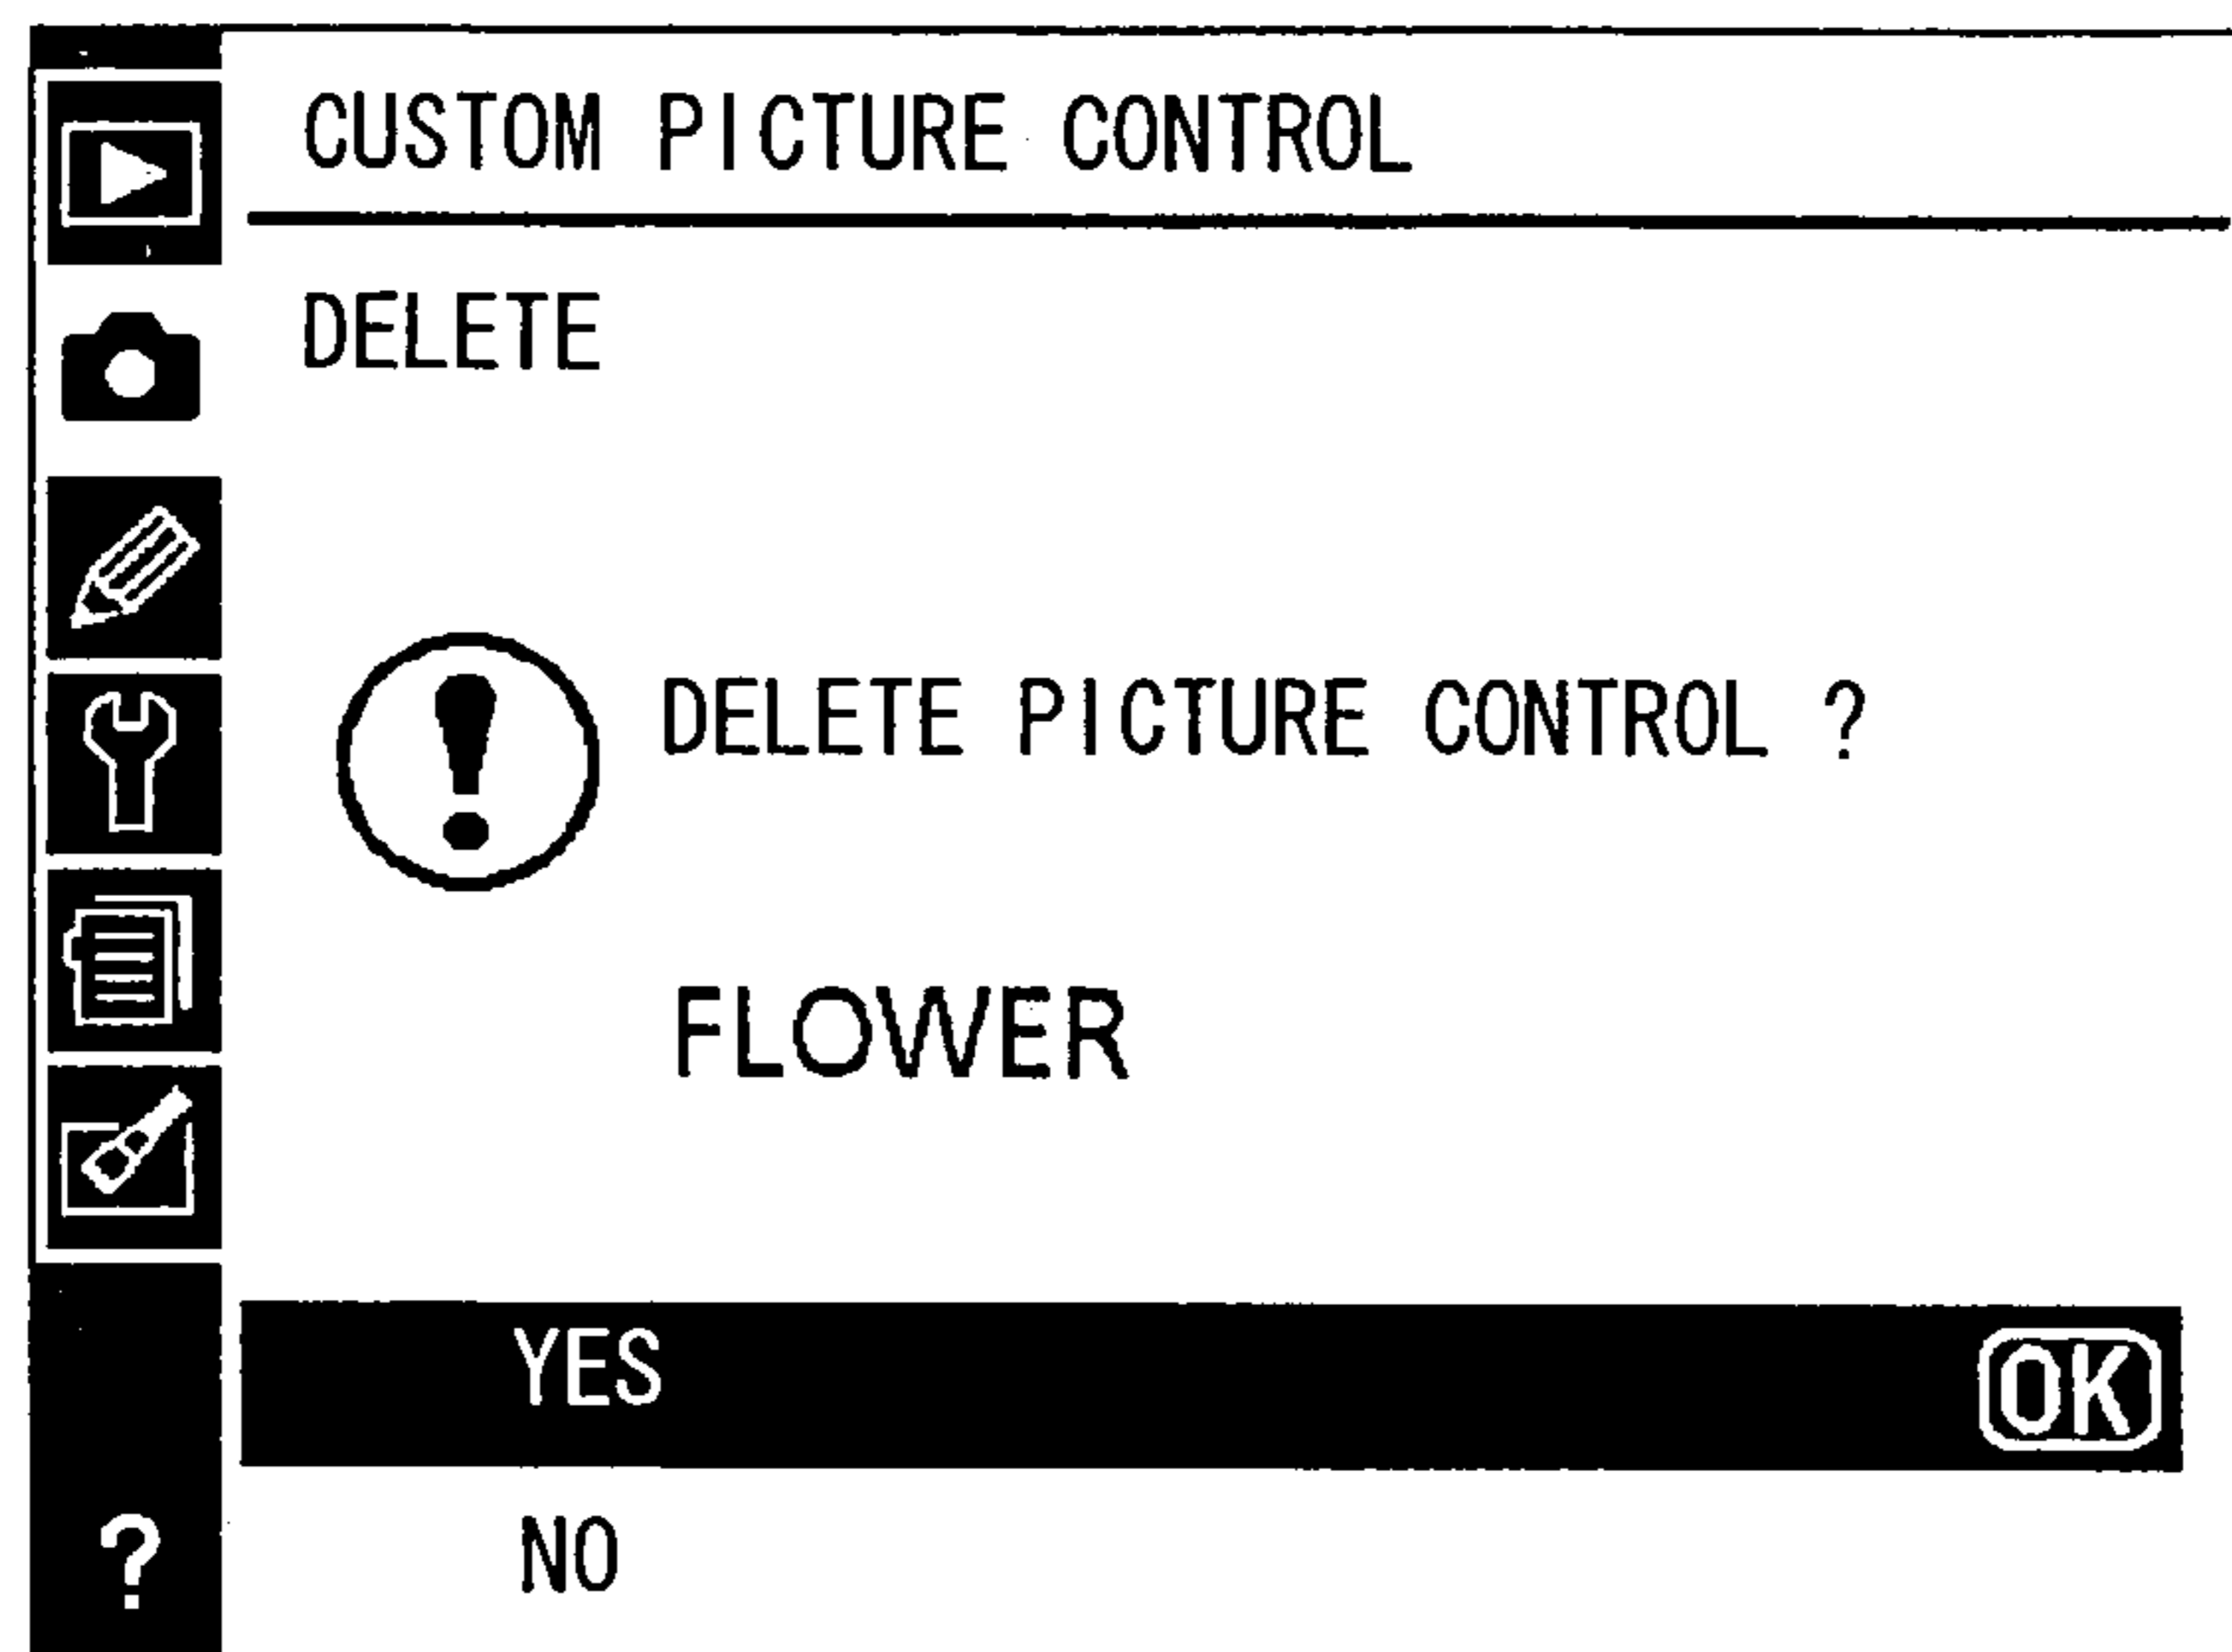 CUSTOM PICTURE CONTROL
DELETE
! DELETE PICTURE CONTROL ?
FLOWER
YES OK
? NO